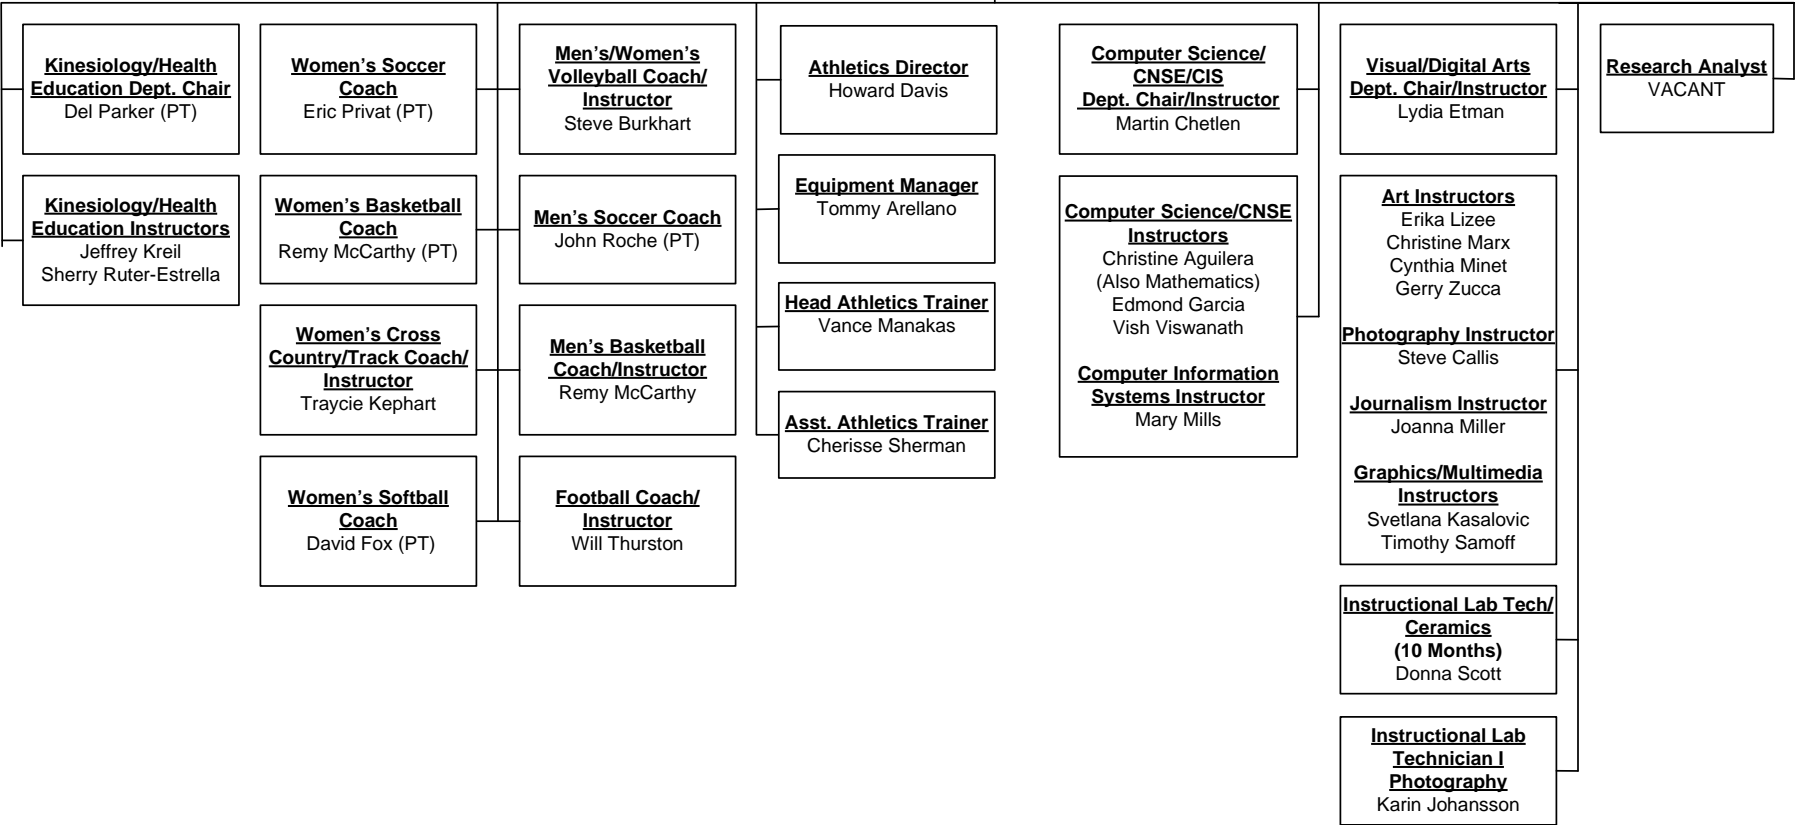 Kinesiology/Health
Education Dept. Chair
Del Parker (PT)
Kinesiology/Health
Education Instructors
Jeffrey Kreil
Sherry Ruter-Estrella
Women's Soccer
Coach
Eric Privat (PT)
Women's Basketball
Coach
Remy McCarthy (PT)
Women's Cross
Country/Track Coach/
Instructor
Traycie Kephart
Women's Softball
Coach
David Fox (PT)
Men's/Women's
Volleyball Coach/
Instructor
Steve Burkhart
Men's Soccer Coach
John Roche (PT)
Men's Basketball
Coach/Instructor
Remy McCarthy
Football Coach/
Instructor
Will Thurston
Athletics Director
Howard Davis
Equipment Manager
Tommy Arellano
Head Athletics Trainer
Vance Manakas
Asst. Athletics Trainer
Cherisse Sherman
Computer Science/
CNSE/CIS
Dept. Chair/Instructor
Martin Chetlen
Computer Science/CNSE
Instructors
Christine Aguilera
(Also Mathematics)
Edmond Garcia
Vish Viswanath
Computer Information
Systems Instructor
Mary Mills
Visual/Digital Arts
Dept. Chair/Instructor
Lydia Etman
Art Instructors
Erika Lizee
Christine Marx
Cynthia Minet
Gerry Zucca
Photography Instructor
Steve Callis
Journalism Instructor
Joanna Miller
Graphics/Multimedia
Instructors
Svetlana Kasalovic
Timothy Samoff
Instructional Lab Tech/
Ceramics
(10 Months)
Donna Scott
Instructional Lab
Technician I
Photography
Karin Johansson
Research Analyst
VACANT